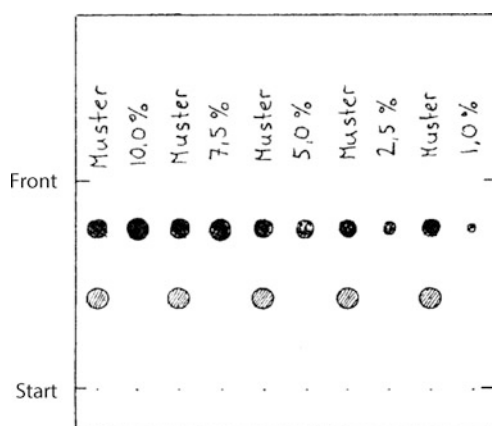 Muster
10,0%
Muster
7,5%
Muster
5,0%
Muster
2,5%
Muster
1,0%
Front
Start